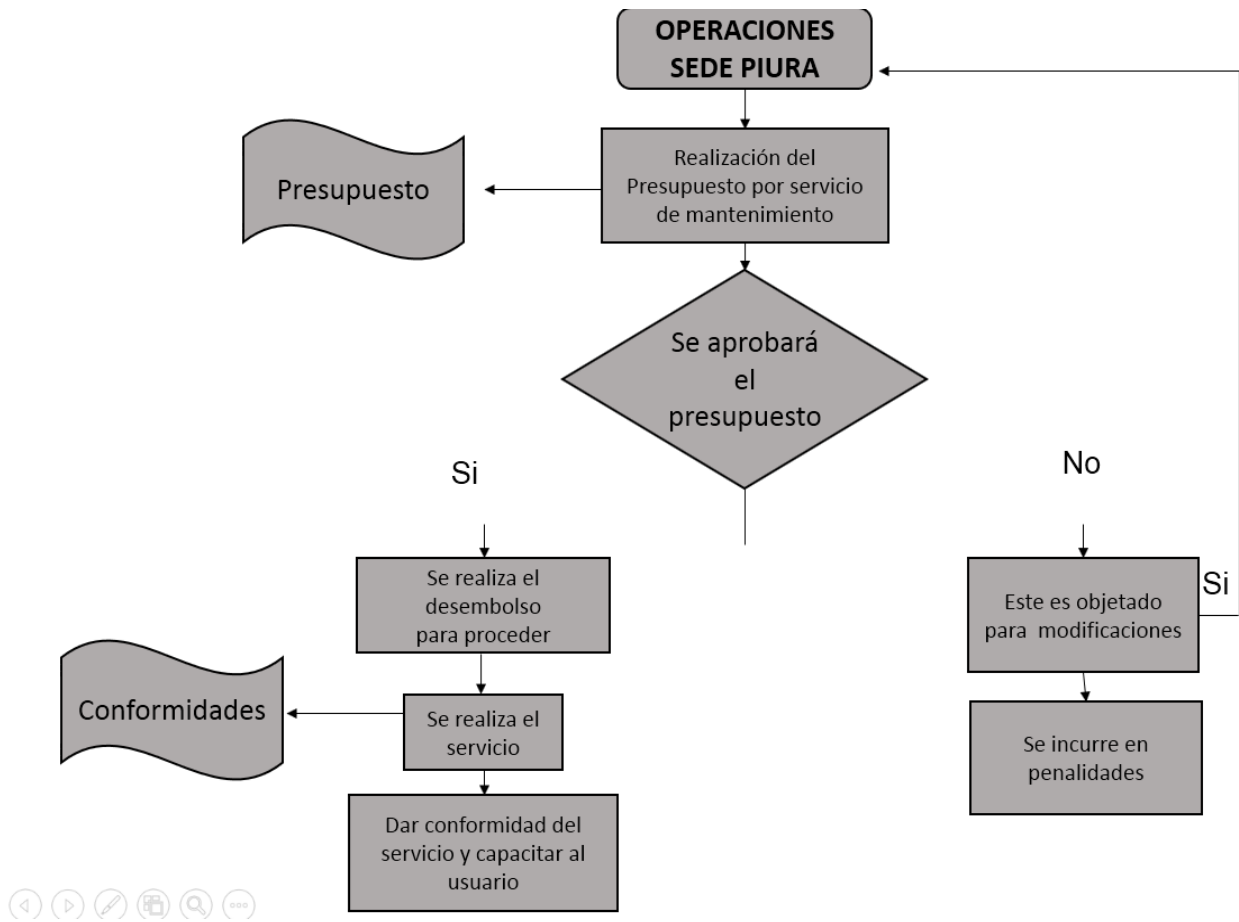 OPERACIONES
SEDE PIURA
Realización del
Presupuesto por servicio
de mantenimiento
Presupuesto
Se aprobará
el
presupuesto
Si
No
Se realiza el
desembolso
para proceder
Este es objetado
para modificaciones
Si
Conformidades
Se realiza el
servicio
Se incurre en
penalidades
Dar conformidad del
servicio y capacitar al
usuario